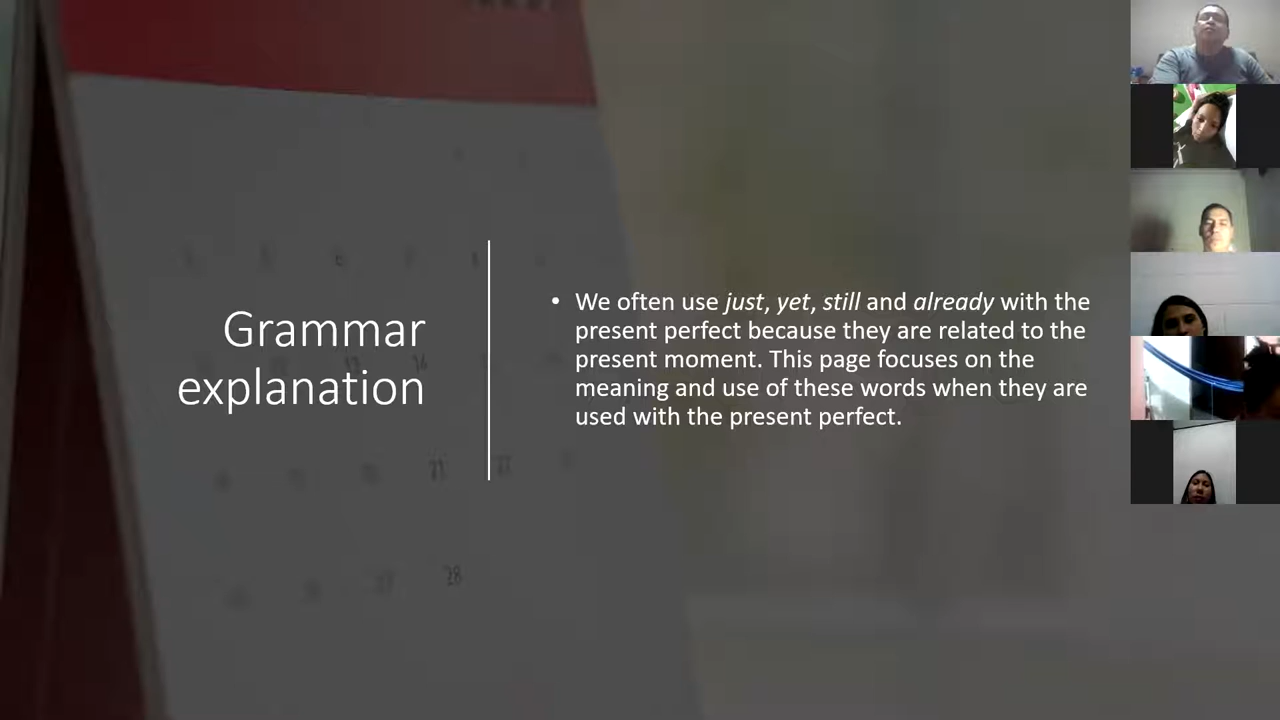 Grammar
explanation
• We often use just, yet, still and already with the
present perfect because they are related to the
present moment. This page focuses on the
meaning and use of these words when they are
used with the present perfect.
21
28